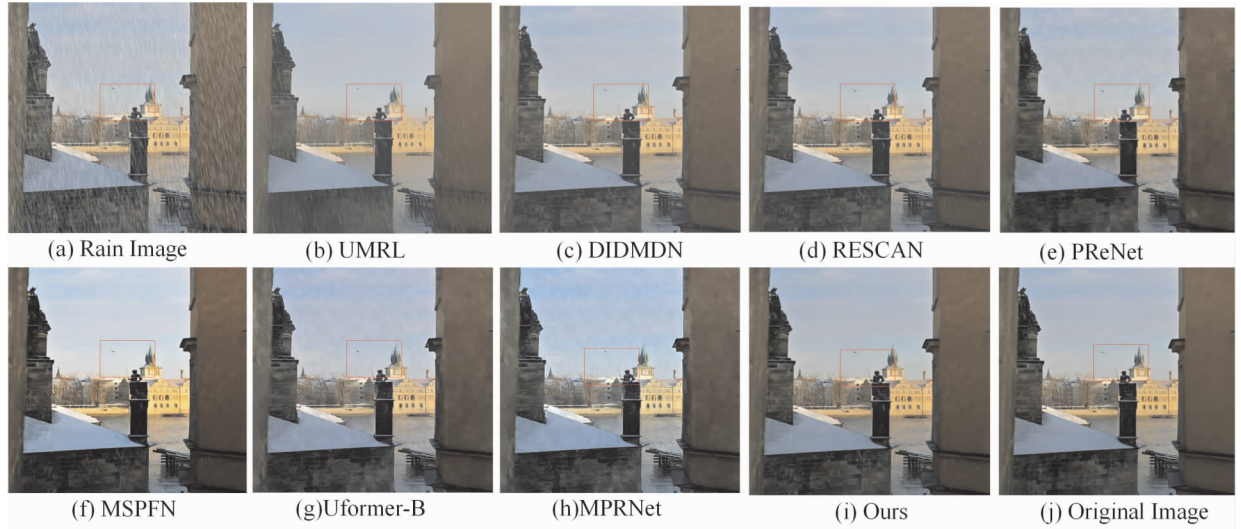 (a) Rain Image
(b) UMRL
(c) DIDMDN
(d) RESCAN
(e) PReNet
(f) MSPFN
(g)Uformer-B
(h)MPRNet
(i) Ours
(j) Original Image